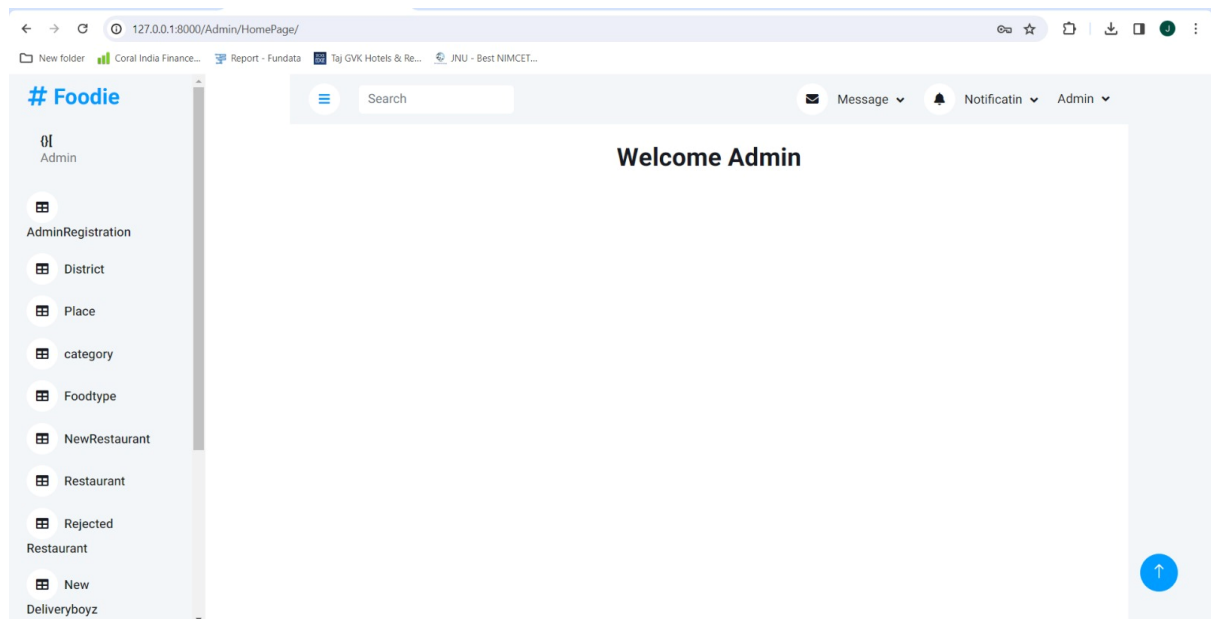 127.0.0.1:8000/Admin/HomePage/
New folder Coral India Finance... Report - Fundata Taj GVK Hotels & Re... JNU - Best NIMCET...
# Foodie
Search
Message
Notificatin
Admin
{}[
Admin
Welcome Admin
AdminRegistration
District
Place
category
Foodtype
NewRestaurant
Restaurant
Rejected
Restaurant
New
Deliveryboyz